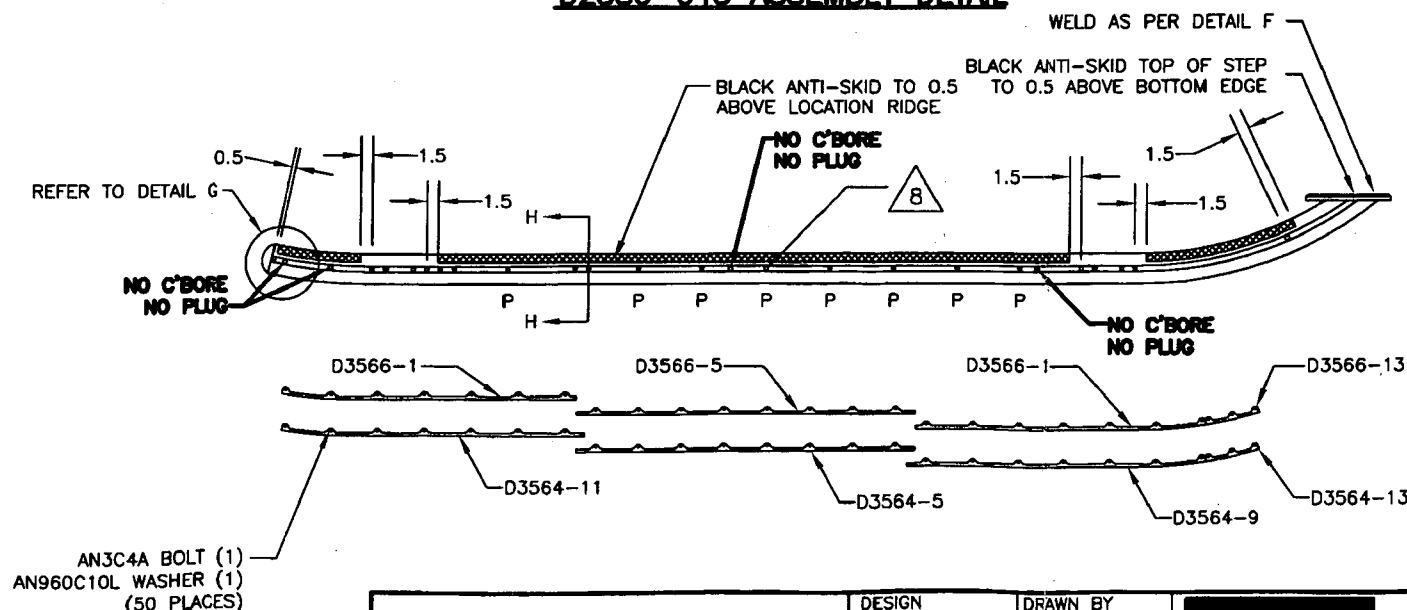 WELD AS PER DETAIL F
BLACK ANTI-SKID TOP OF STEP
TO 0.5 ABOVE BOTTOM EDGE
BLACK ANTI-SKID TO 0.5
ABOVE LOCATION RIDGE
NO C'BORE
NO PLUG
0.5
1.5
1.5
1.5
1.5
1.5
REFER TO DETAIL G
8
H
H
NO C'BORE
NO PLUG
P P P P P P P P
NO C'BORE
NO PLUG
D3566-1
D3566-5
D3566-1
D3566-13
D3564-11
D3564-5
D3564-9
D3564-13
AN3C4A BOLT (1)
AN960C10L WASHER (1)
(50 PLACES)
DESIGN
DRAWN BY